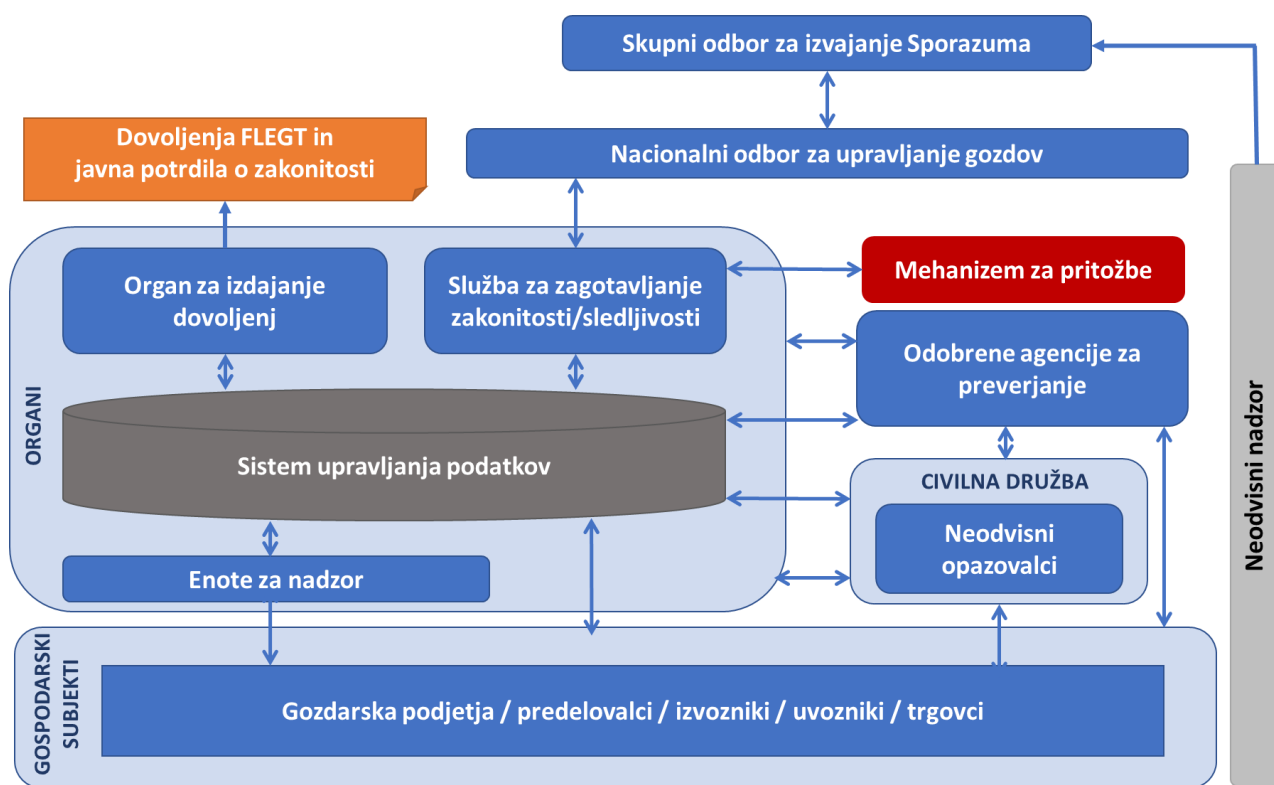 Skupni odbor za izvajanje Sporazuma
Dovoljenja FLEGT in
javna potrdila o zakonitosti
Nacionalni odbor za upravljanje gozdov
Organ za izdajanje
dovoljenj
Služba za zagotavljanje
zakonitosti/sledljivosti
Mehanizem za pritožbe
Odobrene agencije za
preverjanje
ORGANI
Sistem upravljanja podatkov
CIVILNA DRUŽBA
Neodvisni
opazovalci
Enote za nadzor
Neodvisni nadzor
GOSPODARSKI
SUBJEKTI
Gozdarska podjetja / predelovalci / izvozniki / uvozniki / trgovci